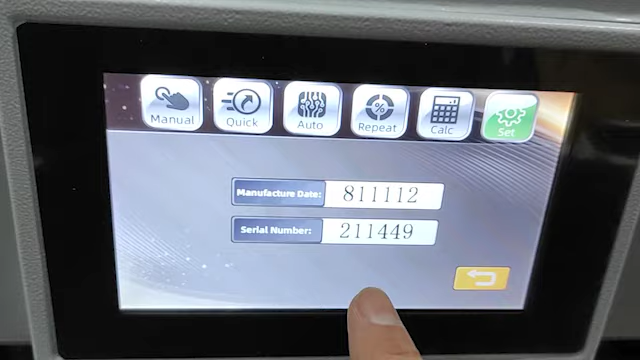 Manual Quick Auto Repeat Calc Set
Manufacture Date: 811112
Serial Number: 211449